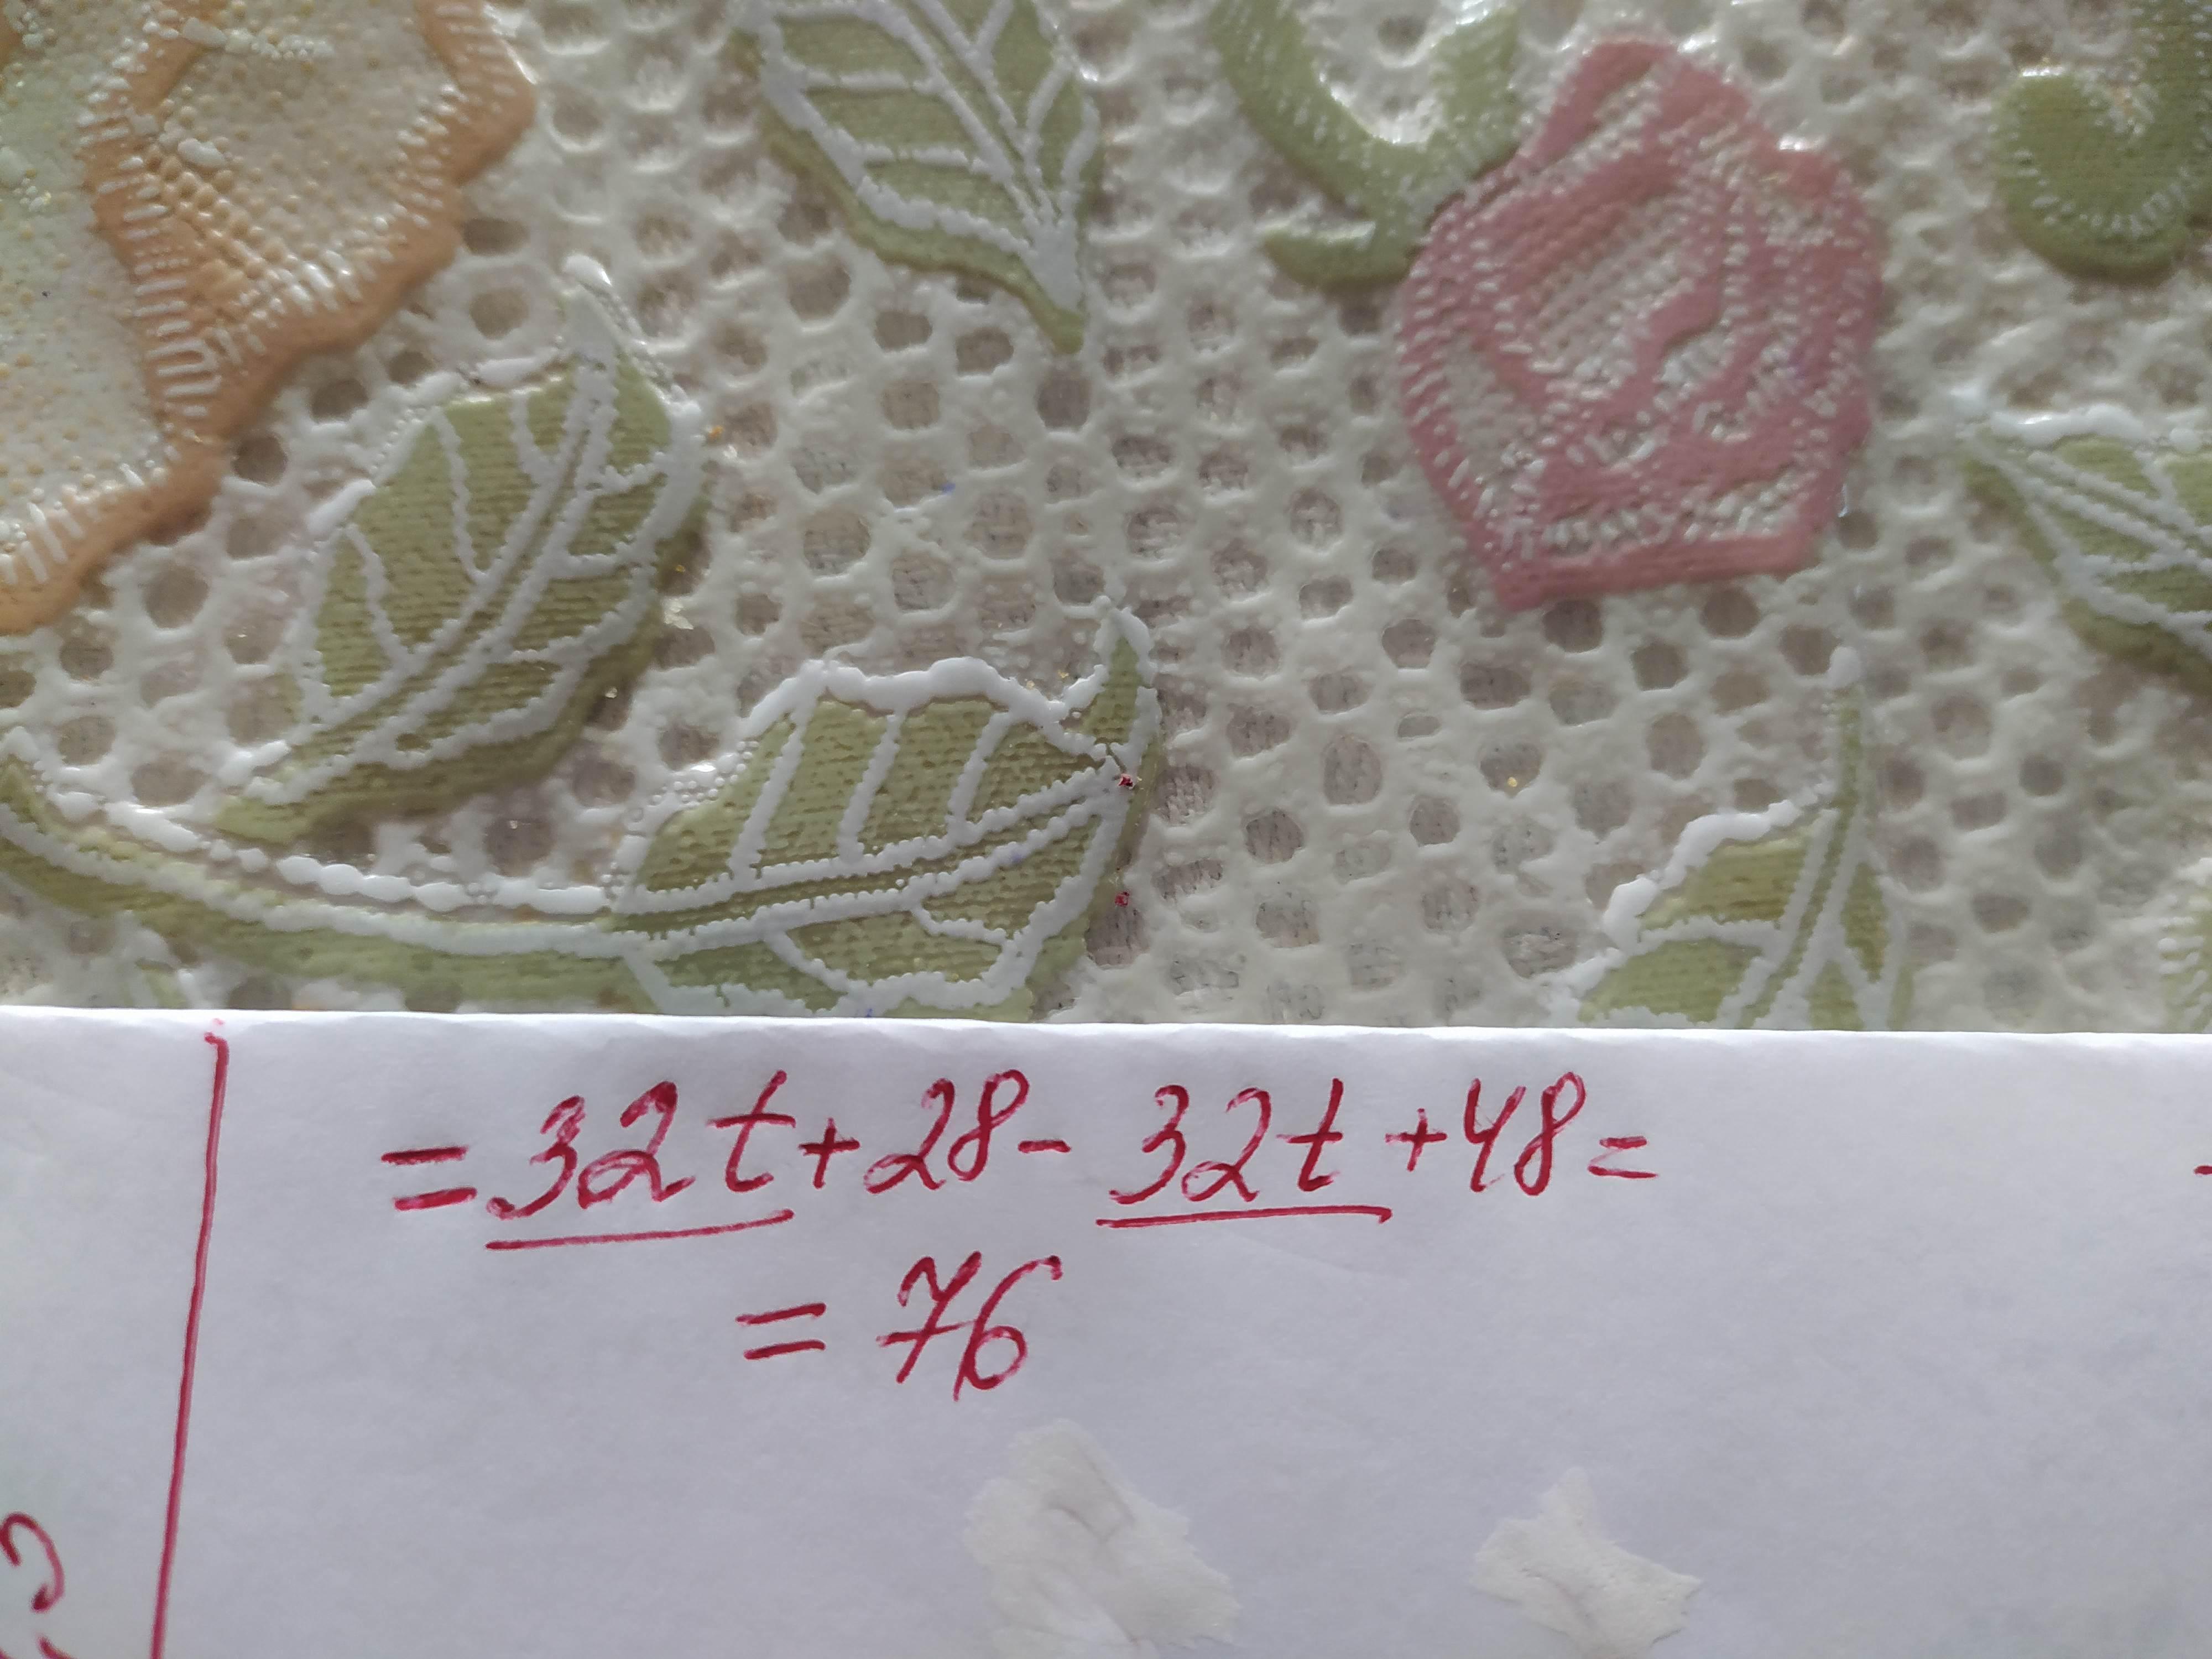 = 32t + 28 - 32t + 48 =
= 76